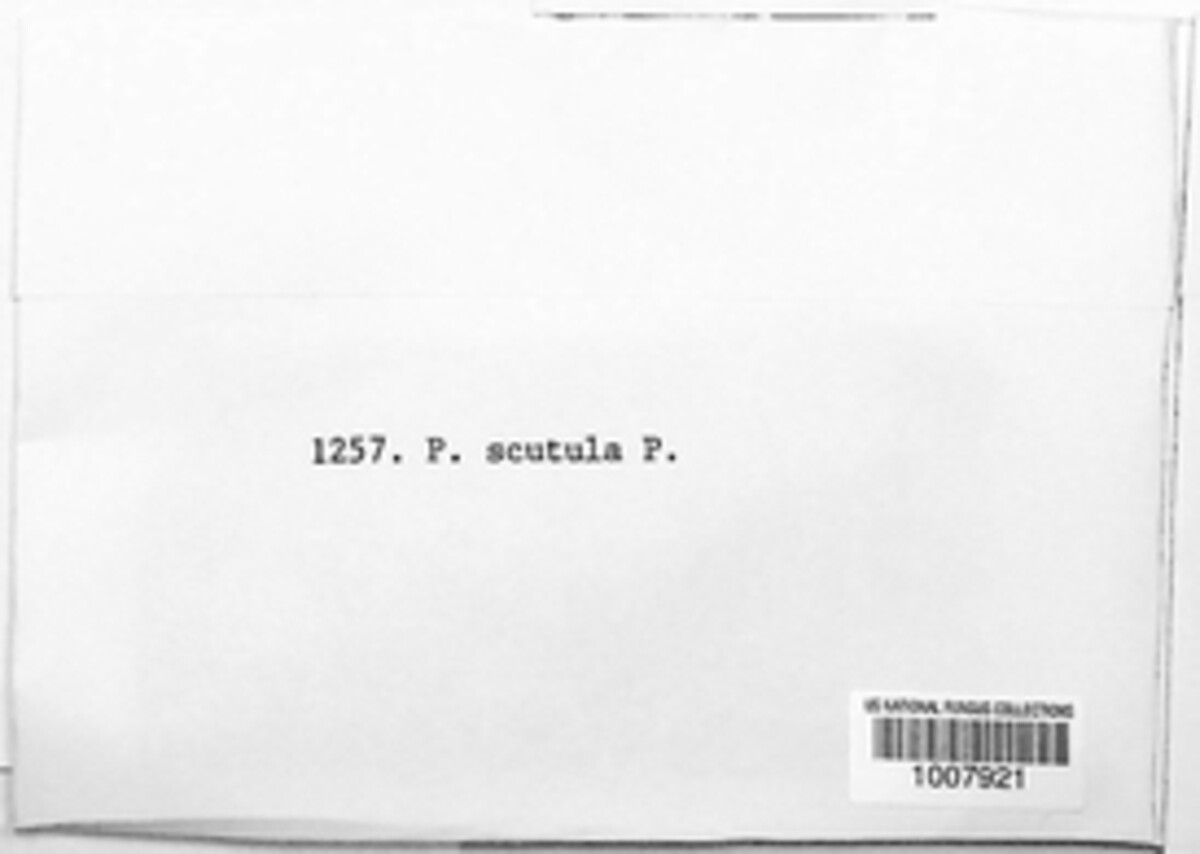 1257. P. scutula P.
US NATIONAL FUNGUS COLLECTIONS
1007921